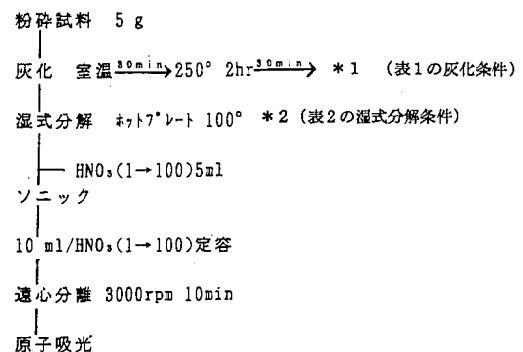 粉砕試料 5 g
灰化 室温 30min→ 250° 2hr 30min→ *1 (表1の灰化条件)
湿式分解 ホットプレート 100° *2 (表2の湿式分解条件)
HNO₃(1→100)5ml
ソニック
10 ml/HNO₃(1→100)定容
遠心分離 3000rpm 10min
原子吸光